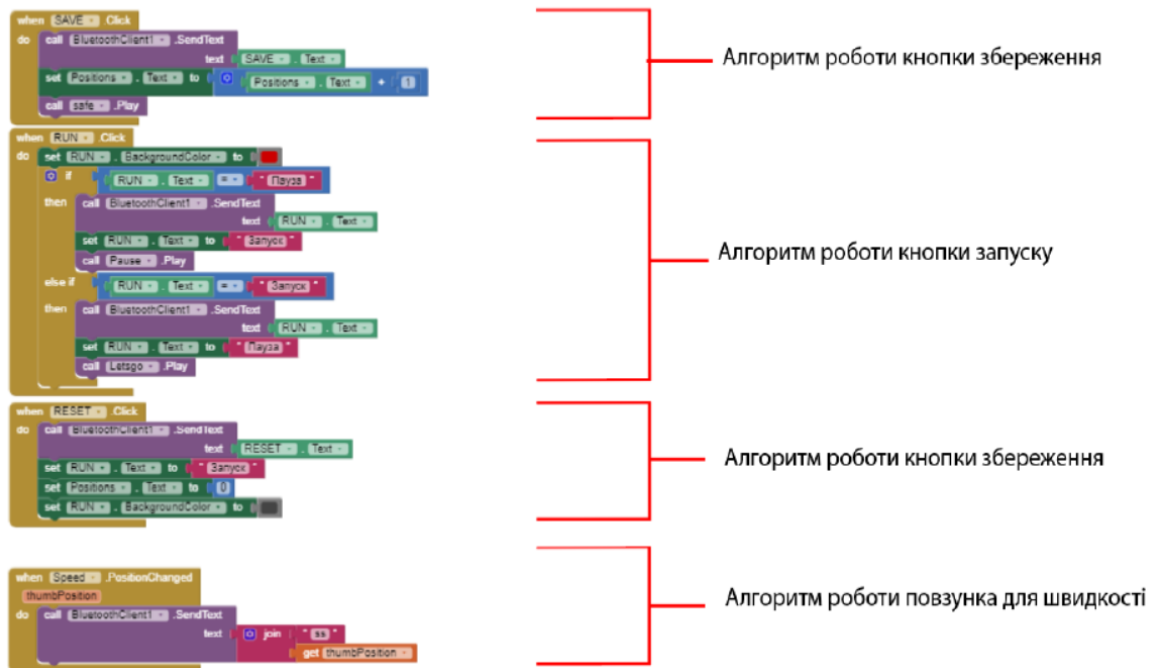 when SAVE .Click
do call BluetoothClient1 .SendText
text SAVE . Text
set Positions . Text to Positions . Text + 1
call safe .Play
Алгоритм роботи кнопки збереження
when RUN .Click
do set RUN . BackgroundColor to
if RUN . Text = " Пауза "
then call BluetoothClient1 .SendText
text RUN . Text
set RUN . Text to " Запуск "
call Pause .Play
else if RUN . Text = " Запуск "
then call BluetoothClient1 .SendText
text RUN . Text
set RUN . Text to " Пауза "
call Letsgo .Play
Алгоритм роботи кнопки запуску
when RESET .Click
do call BluetoothClient1 .SendText
text RESET . Text
set RUN . Text to " Запуск "
set Positions . Text to 0
set RUN . BackgroundColor to
Алгоритм роботи кнопки збереження
when Speed .PositionChanged
thumbPosition
do call BluetoothClient1 .SendText
text join " ss "
get thumbPosition
Алгоритм роботи повзунка для швидкості